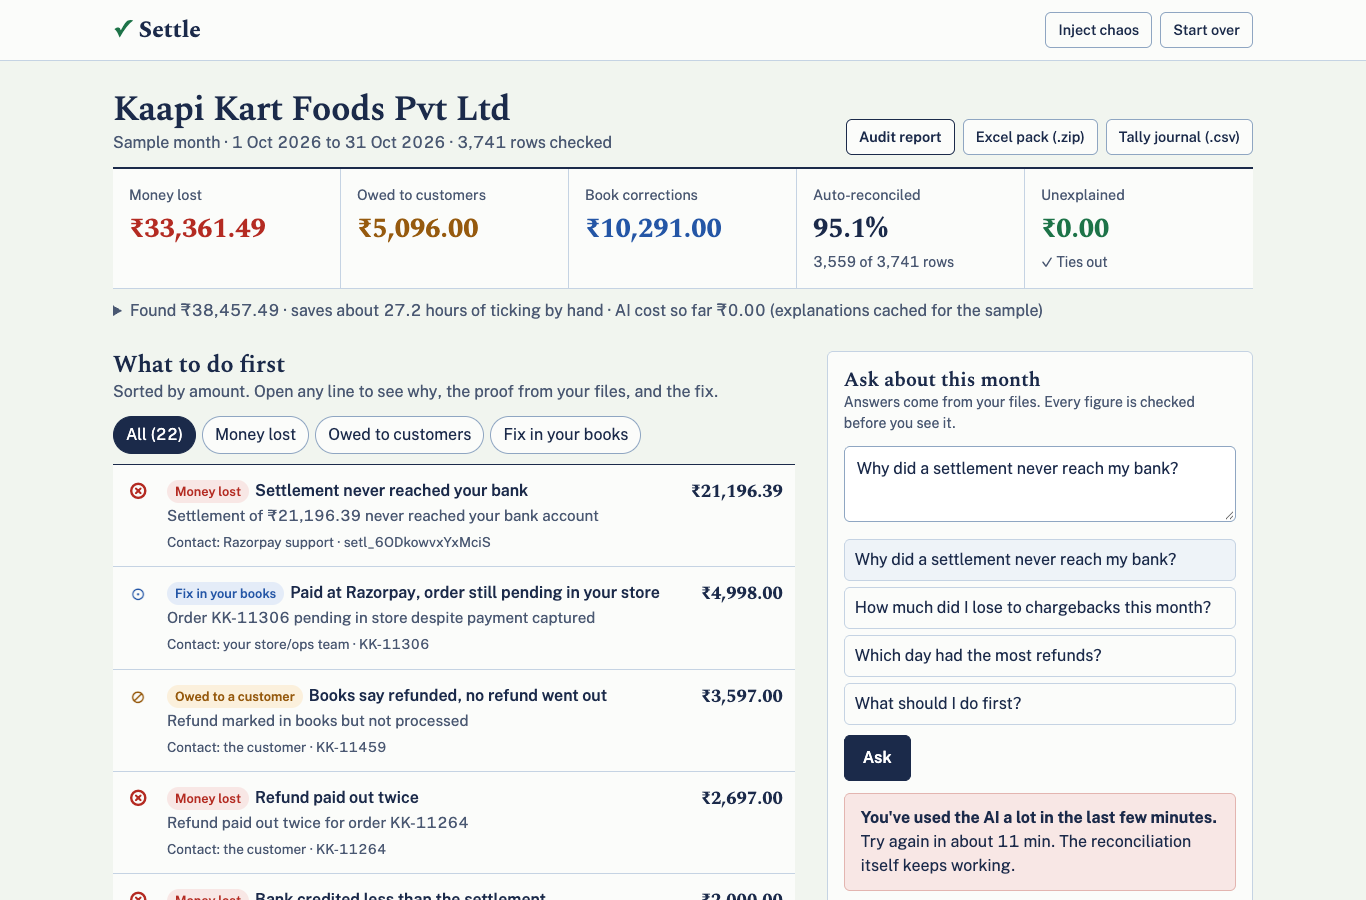 ✓ Settle
Inject chaos
Start over
Kaapi Kart Foods Pvt Ltd
Sample month · 1 Oct 2026 to 31 Oct 2026 · 3,741 rows checked
Audit report
Excel pack (.zip)
Tally journal (.csv)
Money lost
₹33,361.49
Owed to customers
₹5,096.00
Book corrections
₹10,291.00
Auto-reconciled
95.1%
3,559 of 3,741 rows
Unexplained
₹0.00
✓ Ties out
▶ Found ₹38,457.49 · saves about 27.2 hours of ticking by hand · AI cost so far ₹0.00 (explanations cached for the sample)
What to do first
Sorted by amount. Open any line to see why, the proof from your files, and the fix.
All (22)
Money lost
Owed to customers
Fix in your books
Money lost Settlement never reached your bank ₹21,196.39
Settlement of ₹21,196.39 never reached your bank account
Contact: Razorpay support · setl_6ODkowvxYxMciS
Fix in your books Paid at Razorpay, order still pending in your store ₹4,998.00
Order KK-11306 pending in store despite payment captured
Contact: your store/ops team · KK-11306
Owed to a customer Books say refunded, no refund went out ₹3,597.00
Refund marked in books but not processed
Contact: the customer · KK-11459
Money lost Refund paid out twice ₹2,697.00
Refund paid out twice for order KK-11264
Contact: the customer · KK-11264
Money lost Bank credited less than the settlement ₹2,000.00
Ask about this month
Answers come from your files. Every figure is checked
before you see it.
Why did a settlement never reach my bank?
Why did a settlement never reach my bank?
How much did I lose to chargebacks this month?
Which day had the most refunds?
What should I do first?
Ask
You've used the AI a lot in the last few minutes.
Try again in about 11 min. The reconciliation
itself keeps working.